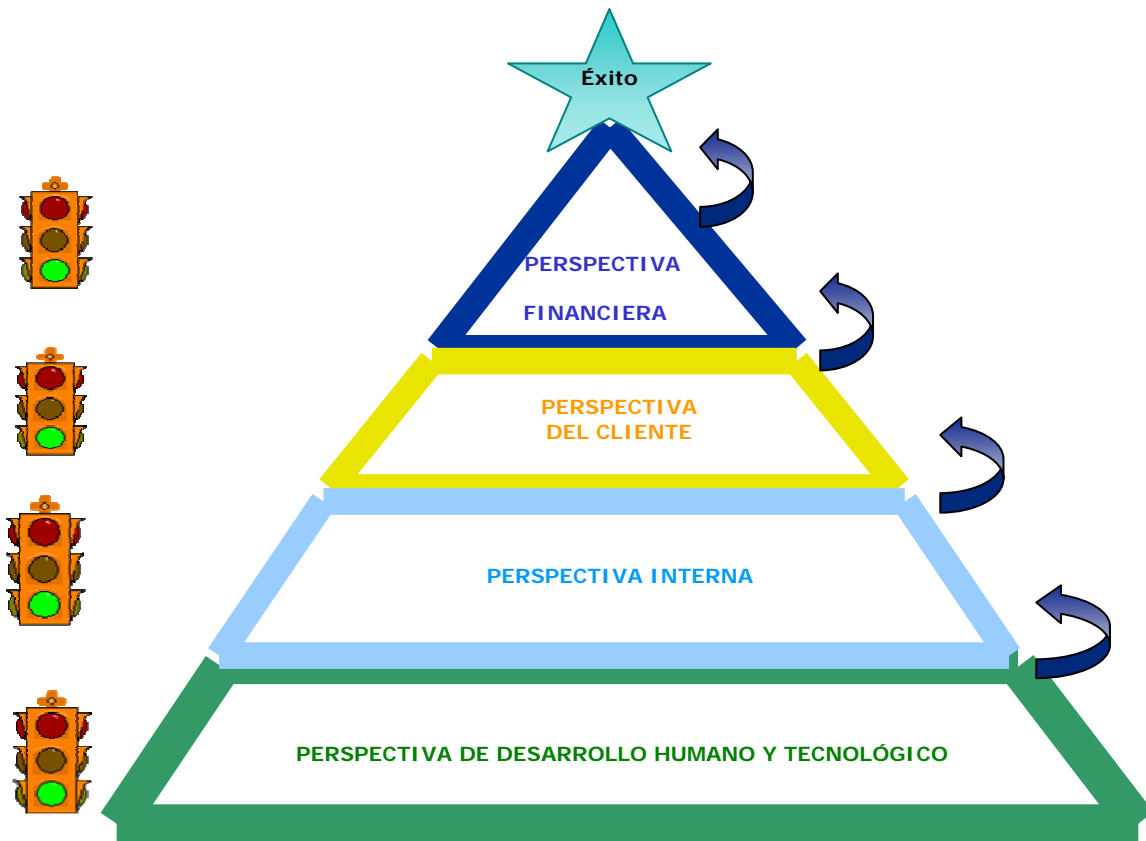 Éxito
PERSPECTIVA
FINANCIERA
PERSPECTIVA
DEL CLIENTE
PERSPECTIVA INTERNA
PERSPECTIVA DE DESARROLLO HUMANO Y TECNOLÓGICO